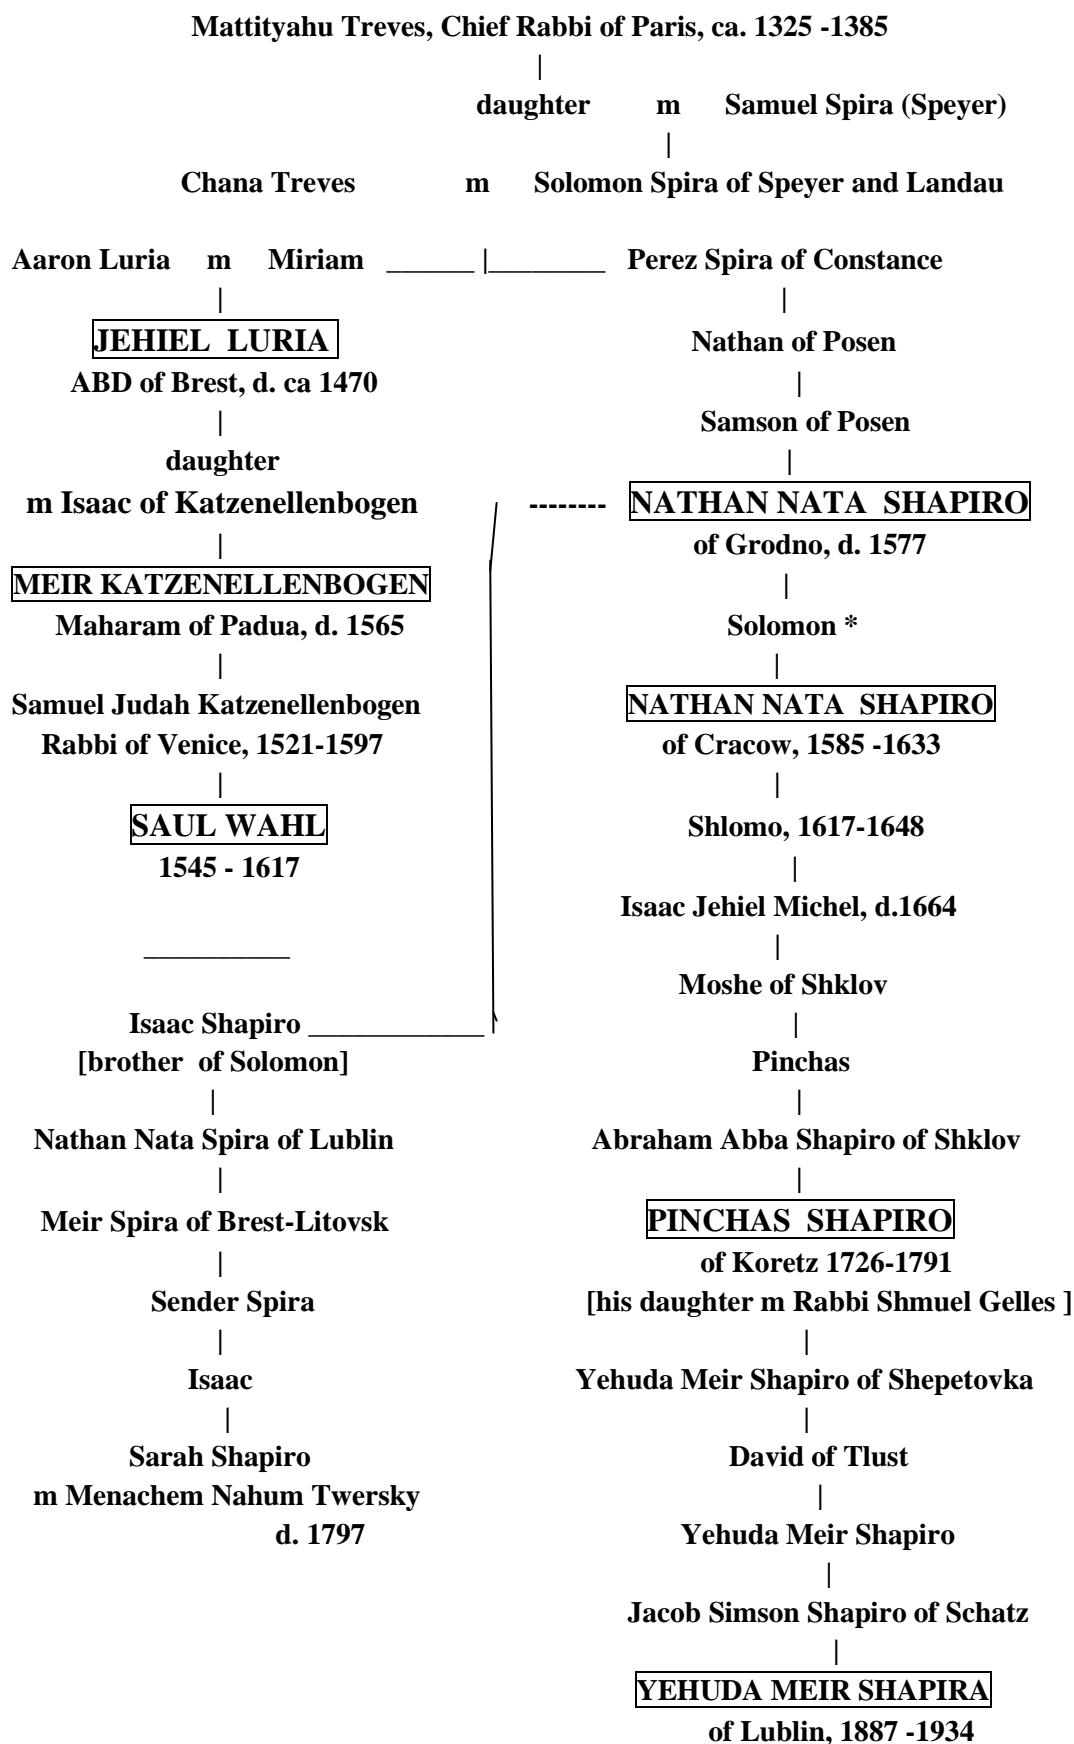 Mattityahu Treves, Chief Rabbi of Paris, ca. 1325 -1385
|
daughter m Samuel Spira (Speyer)
|
Chana Treves m Solomon Spira of Speyer and Landau
Aaron Luria m Miriam ______ |________ Perez Spira of Constance
| |
JEHIEL LURIA Nathan of Posen
ABD of Brest, d. ca 1470 |
| Samson of Posen
daughter |
m Isaac of Katzenellenbogen -------- NATHAN NATA SHAPIRO
| of Grodno, d. 1577
MEIR KATZENELLENBOGEN |
Maharam of Padua, d. 1565 Solomon *
| |
Samuel Judah Katzenellenbogen NATHAN NATA SHAPIRO
Rabbi of Venice, 1521-1597 of Cracow, 1585 -1633
| |
SAUL WAHL Shlomo, 1617-1648
1545 - 1617 |
Isaac Jehiel Michel, d.1664
__________ |
Moshe of Shklov
Isaac Shapiro ____________ |
[brother of Solomon] Pinchas
| |
Nathan Nata Spira of Lublin Abraham Abba Shapiro of Shklov
| |
Meir Spira of Brest-Litovsk PINCHAS SHAPIRO
| of Koretz 1726-1791
Sender Spira [his daughter m Rabbi Shmuel Gelles ]
| |
Isaac Yehuda Meir Shapiro of Shepetovka
| |
Sarah Shapiro David of Tlust
m Menachem Nahum Twersky |
d. 1797 Yehuda Meir Shapiro
|
Jacob Simson Shapiro of Schatz
|
YEHUDA MEIR SHAPIRA
of Lublin, 1887 -1934